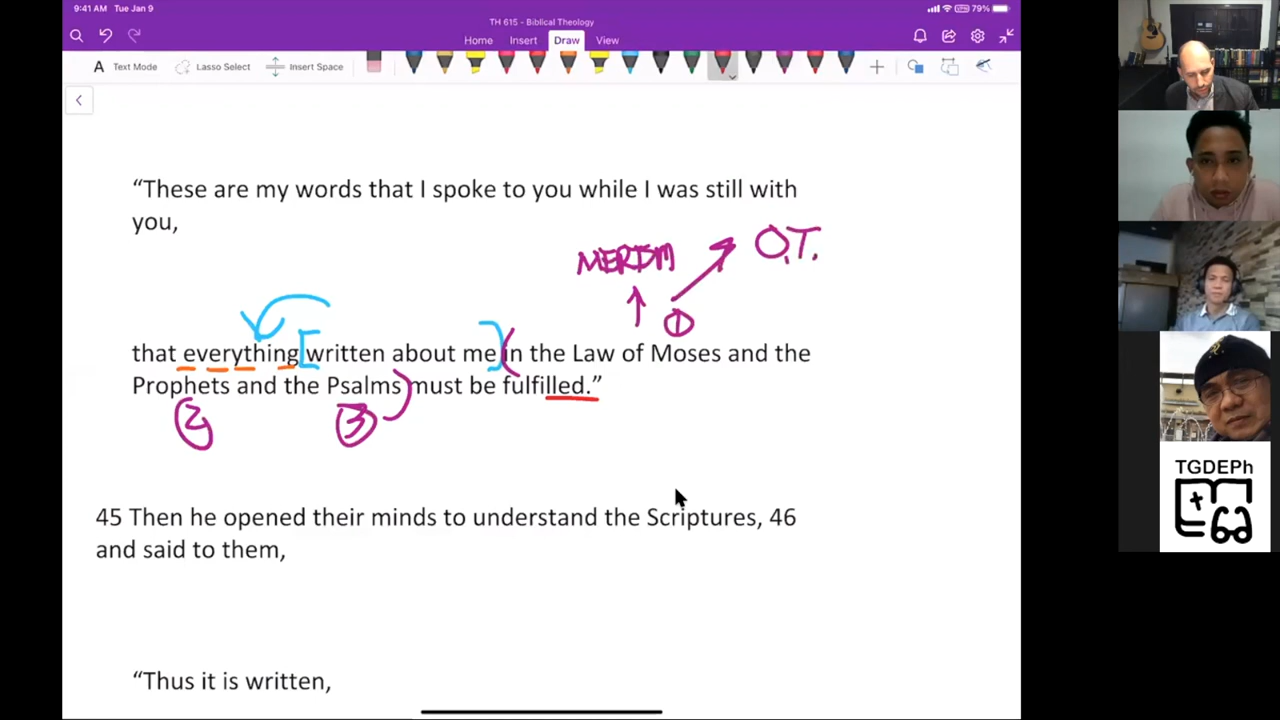 9:41 AM Tue Jan 9
79%
TH 615 - Biblical Theology
Home Insert Draw View
A Text Mode Lasso Select Insert Space
“These are my words that I spoke to you while I was still with
you,
MERISM O.T.
1
that everything [written about me] (in the Law of Moses and the
Prophets and the Psalms) must be fulfilled.”
2 3
45 Then he opened their minds to understand the Scriptures, 46
and said to them,
“Thus it is written,
TGDEPh